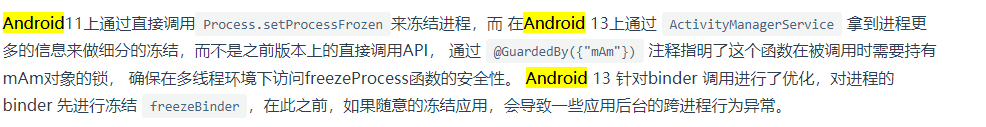 Android11上通过直接调用 Process.setProcessFrozen 来冻结进程，而 在Android 13上通过 ActivityManagerService 拿到进程更
多的信息来做细分的冻结，而不是之前版本上的直接调用API， 通过 @GuardedBy({"mAm"}) 注释指明了这个函数在被调用时需要持有
mAm对象的锁， 确保在多线程环境下访问freezeProcess函数的安全性。 Android 13 针对binder 调用进行了优化，对进程的
binder 先进行冻结 freezeBinder ，在此之前，如果随意的冻结应用，会导致一些应用后台的跨进程行为异常。